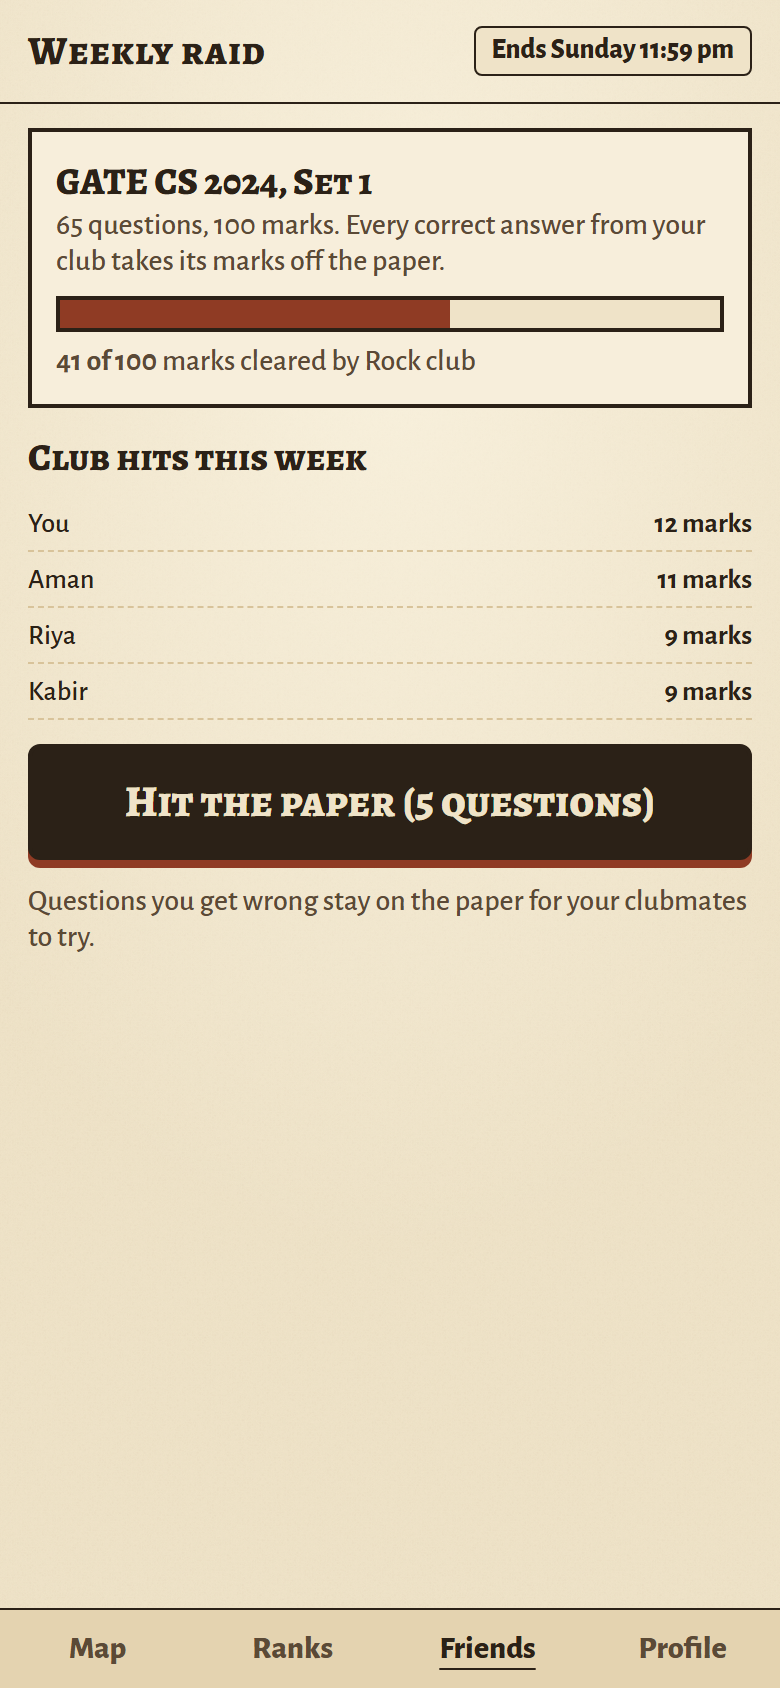 Weekly raid
Ends Sunday 11:59 pm
GATE CS 2024, Set 1
65 questions, 100 marks. Every correct answer from your
club takes its marks off the paper.
41 of 100 marks cleared by Rock club
Club hits this week
You 12 marks
Aman 11 marks
Riya 9 marks
Kabir 9 marks
Hit the paper (5 questions)
Questions you get wrong stay on the paper for your clubmates
to try.
Map Ranks Friends Profile